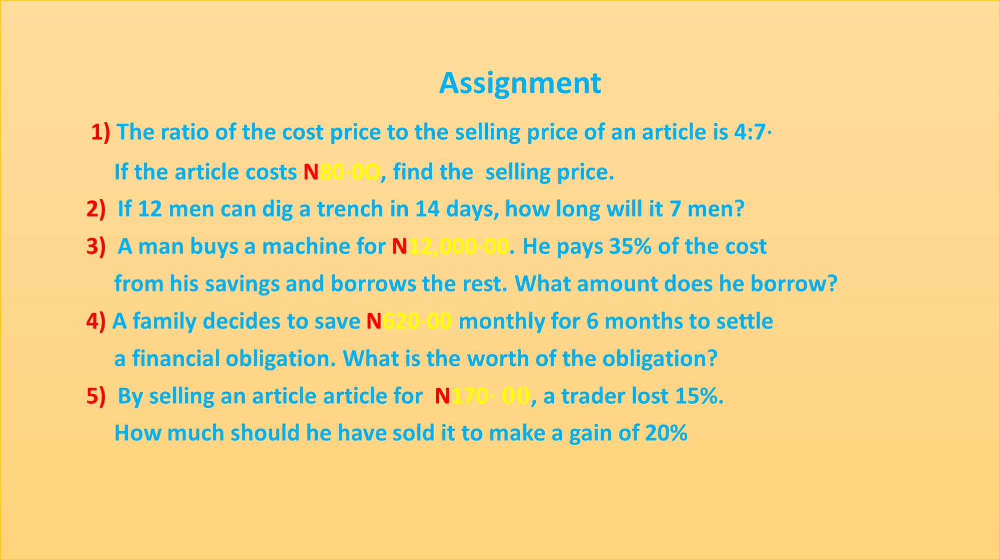 Assignment
1) The ratio of the cost price to the selling price of an article is 4:7·
If the article costs N80·0O, find the selling price.
2) If 12 men can dig a trench in 14 days, how long will it 7 men?
3) A man buys a machine for N12,000·00. He pays 35% of the cost
from his savings and borrows the rest. What amount does he borrow?
4) A family decides to save N620·00 monthly for 6 months to settle
a financial obligation. What is the worth of the obligation?
5) By selling an article article for N170· 00, a trader lost 15%.
How much should he have sold it to make a gain of 20%